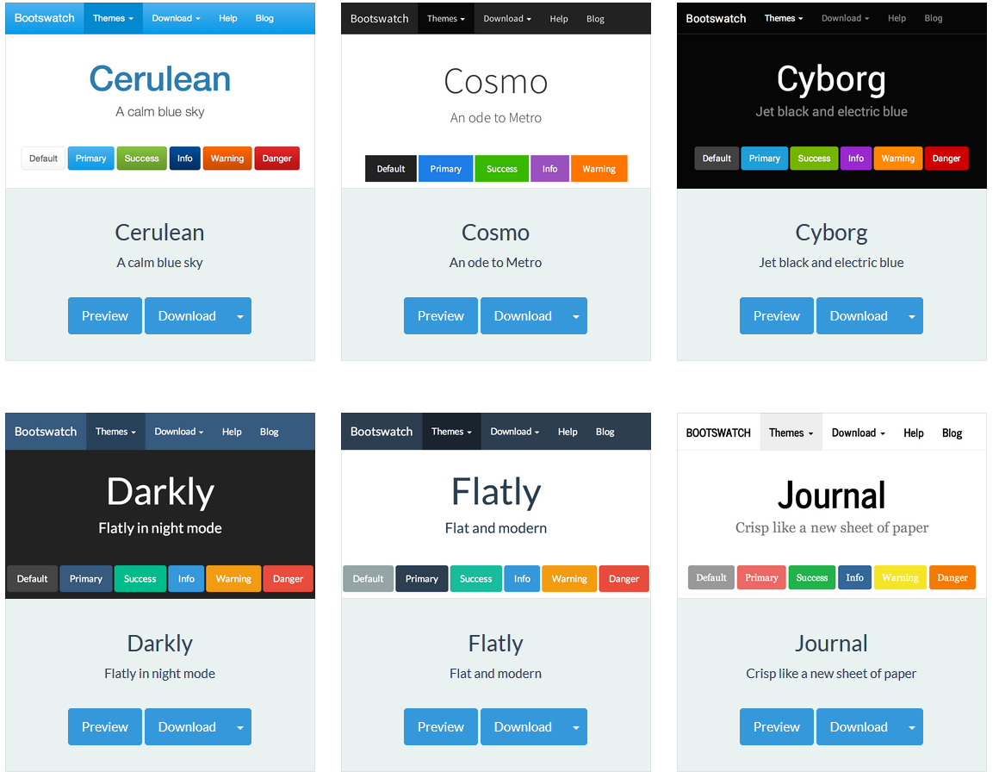 Bootswatch Themes Download Help Blog
Cerulean
A calm blue sky
Default Primary Success Info Warning Danger
Cerulean
A calm blue sky
Preview Download
Bootswatch Themes Download Help Blog
Cosmo
An ode to Metro
Default Primary Success Info Warning
Cosmo
An ode to Metro
Preview Download
Bootswatch Themes Download Help Blog
Cyborg
Jet black and electric blue
Default Primary Success Info Warning Danger
Cyborg
Jet black and electric blue
Preview Download
Bootswatch Themes Download Help Blog
Darkly
Flatly in night mode
Default Primary Success Info Warning Danger
Darkly
Flatly in night mode
Preview Download
Bootswatch Themes Download Help Blog
Flatly
Flat and modern
Default Primary Success Info Warning Danger
Flatly
Flat and modern
Preview Download
BOOTSWATCH Themes Download Help Blog
Journal
Crisp like a new sheet of paper
Default Primary Success Info Warning Danger
Journal
Crisp like a new sheet of paper
Preview Download